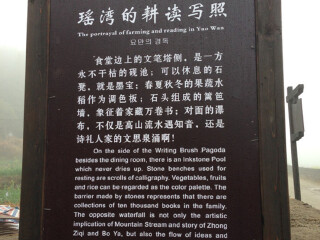 瑶湾的耕读写照
The portrayal of farming and reading in Yao Wan
食堂边上的文笔塔侧，是一方
永不干枯的砚池；可以休息的石
凳，就是墨宝；春夏秋冬的果蔬水
稻作为调色板；石头组成的篱笆
墙，象征着家藏万卷书；对面的瀑
布，不仅是高山流水遇知音，还是
诗礼人家的文思泉涌啊！
On the side of the Writing Brush Pagoda
besides the dining room, there is an Inkstone Pool
which never dries up. Stone benches used for
resting are scrolls of calligraphy. Vegetables, fruits
and rice can be regarded as the color palette. The
barrier made by stones represents that there are
collections of ten thousand books in the family.
The opposite waterfall is not only the artistic
implication of Mountain Stream and story of Zhong
Ziqi and Bo Ya, but also the flow of ideas and